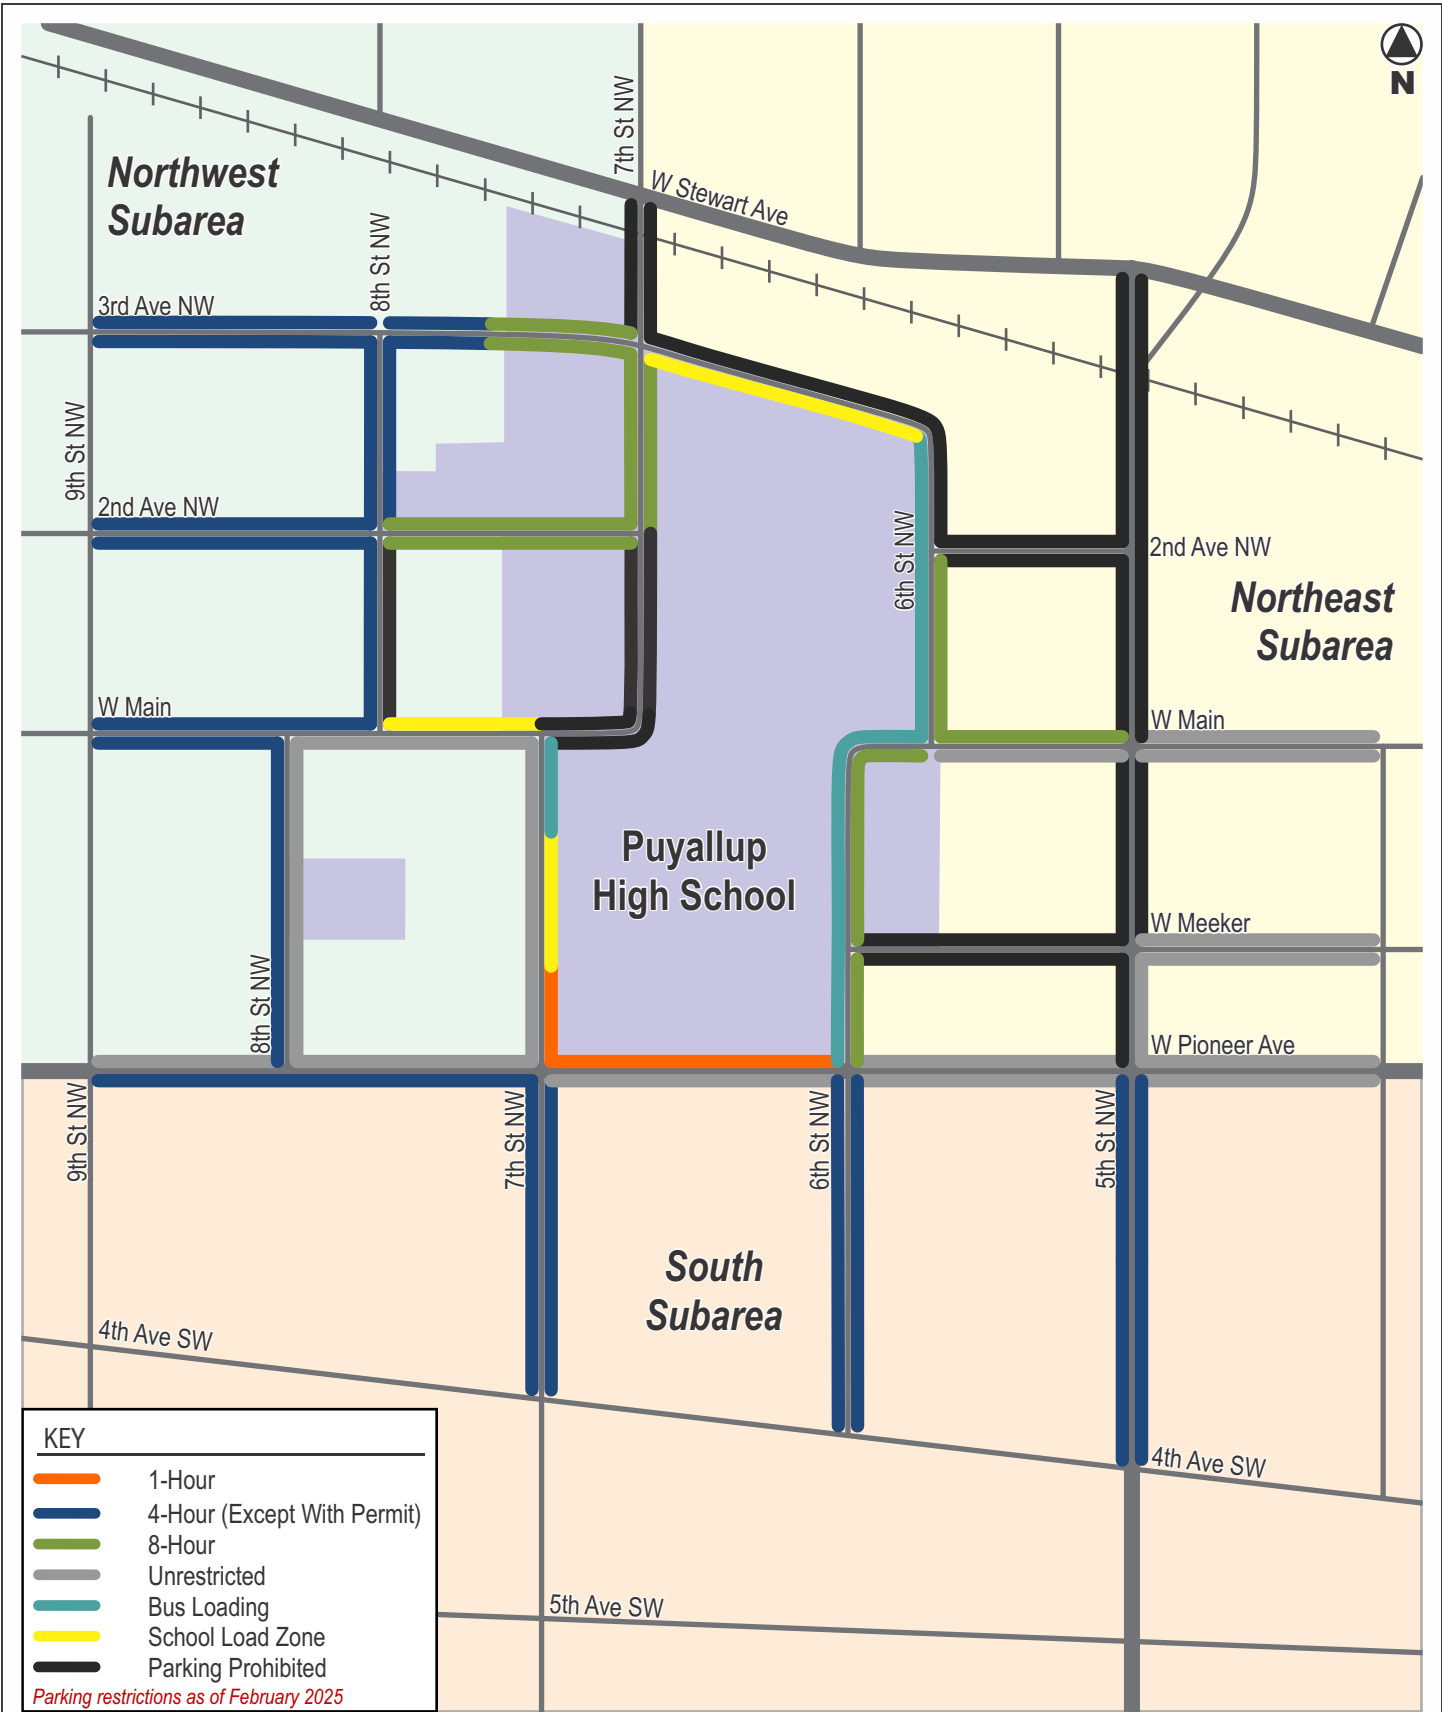 N
7th St NW
W Stewart Ave
Northwest
Subarea
8th St NW
3rd Ave NW
9th St NW
2nd Ave NW
6th St NW
2nd Ave NW
Northeast
Subarea
W Main
W Main
Puyallup
High School
W Meeker
8th St NW
W Pioneer Ave
9th St NW
7th St NW
6th St NW
5th St NW
South
Subarea
4th Ave SW
4th Ave SW
5th Ave SW
KEY
1-Hour
4-Hour (Except With Permit)
8-Hour
Unrestricted
Bus Loading
School Load Zone
Parking Prohibited
Parking restrictions as of February 2025